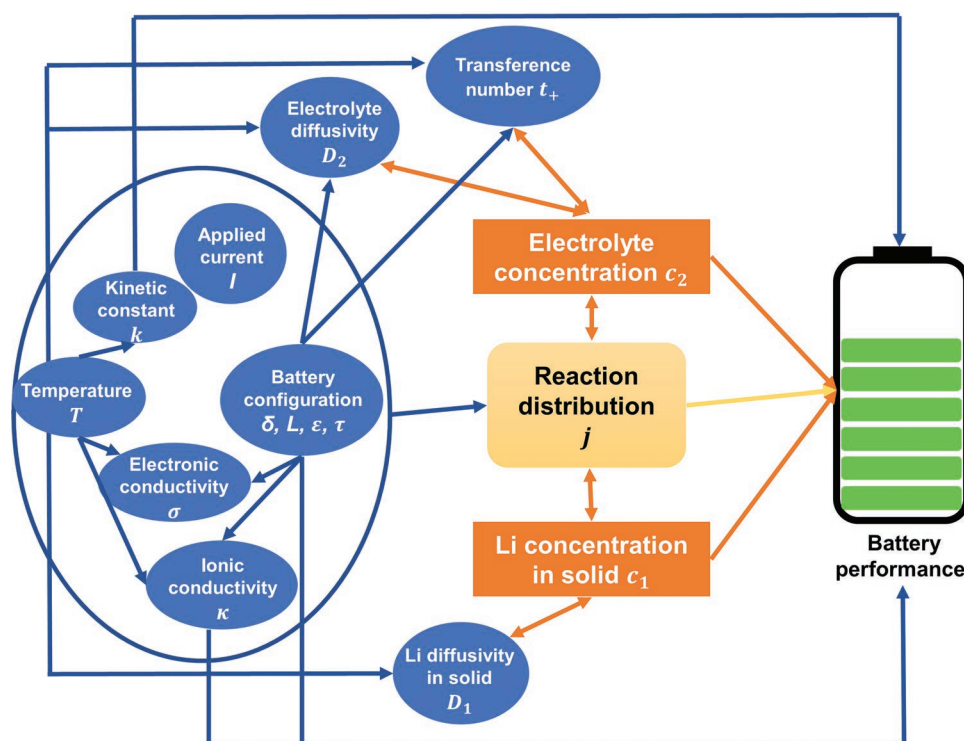 Transference
number t₊
Electrolyte
diffusivity
D₂
Applied
current
I
Kinetic
constant
k
Electrolyte
concentration c₂
Temperature
T
Battery
configuration
δ, L, ε, τ
Reaction
distribution
j
Electronic
conductivity
σ
Ionic
conductivity
κ
Li concentration
in solid c₁
Battery
performance
Li diffusivity
in solid
D₁